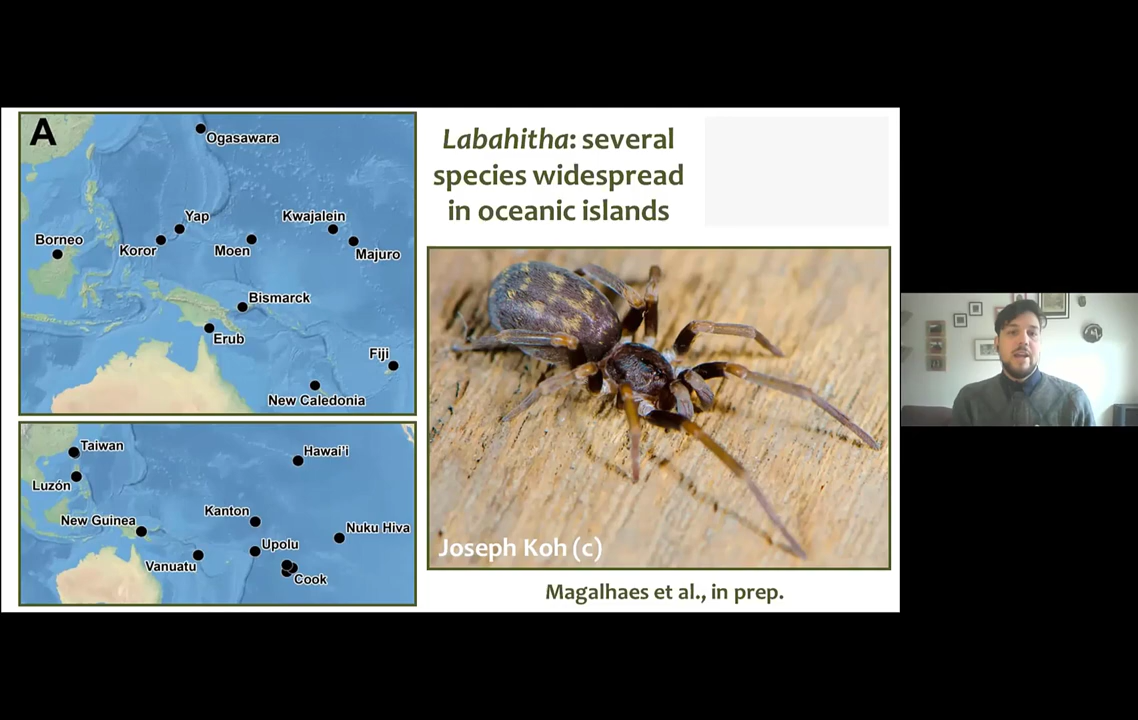 A
Ogasawara
Yap
Kwajalein
Borneo
Koror
Moen
Majuro
Bismarck
Erub
Fiji
New Caledonia
Taiwan
Hawai'i
Luzón
Kanton
New Guinea
Nuku Hiva
Upolu
Vanuatu
Cook
Labahitha: several
species widespread
in oceanic islands
Joseph Koh (c)
Magalhaes et al., in prep.